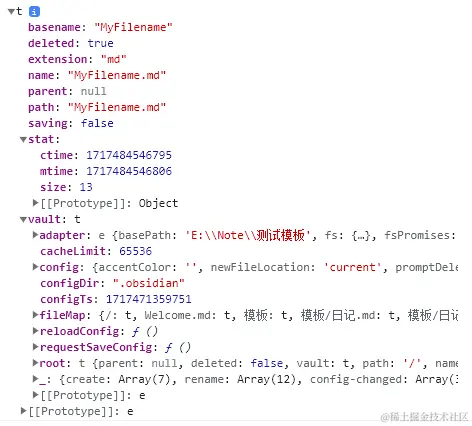 t i
basename: "MyFilename"
deleted: true
extension: "md"
name: "MyFilename.md"
parent: null
path: "MyFilename.md"
saving: false
stat:
ctime: 1717484546795
mtime: 1717484546806
size: 13
[[Prototype]]: Object
vault: t
adapter: e {basePath: 'E:\\Note\\测试模板', fs: {…}, fsPromises:
cacheLimit: 65536
config: {accentColor: '', newFileLocation: 'current', promptDele
configDir: ".obsidian"
configTs: 1717471359751
fileMap: {/: t, Welcome.md: t, 模板: t, 模板/日记.md: t, 模板/日记
reloadConfig: ƒ ()
requestSaveConfig: ƒ ()
root: t {parent: null, deleted: false, vault: t, path: '/', name
_: {create: Array(7), rename: Array(12), config-changed: Array(3
[[Prototype]]: e
[[Prototype]]: e
@稀土掘金技术社区